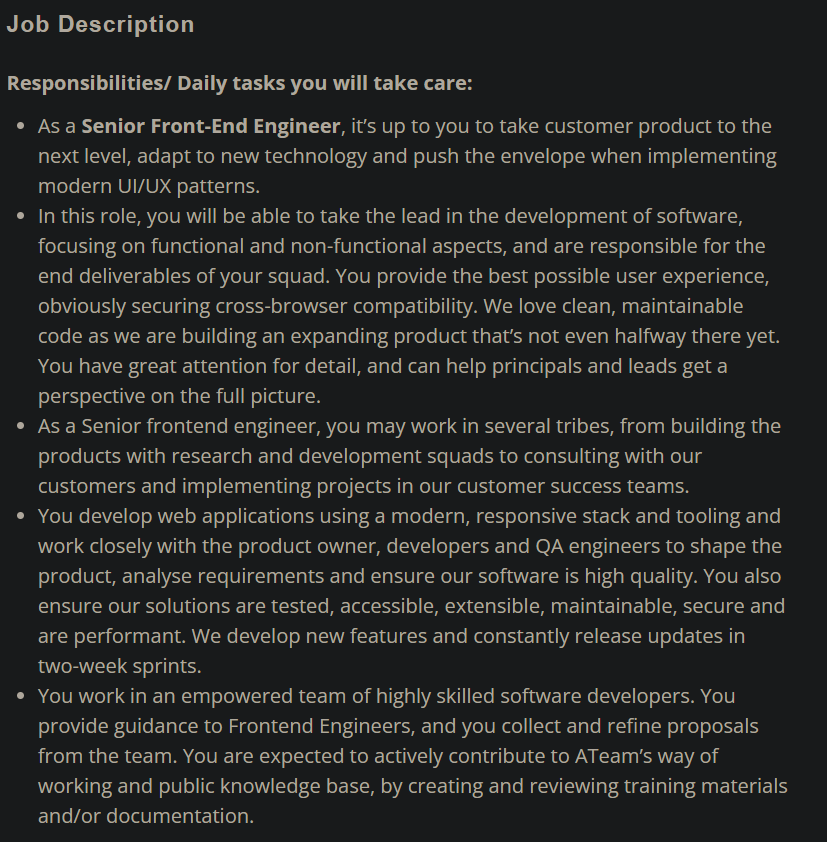 Job Description
Responsibilities/ Daily tasks you will take care:
• As a Senior Front-End Engineer, it’s up to you to take customer product to the
next level, adapt to new technology and push the envelope when implementing
modern UI/UX patterns.
• In this role, you will be able to take the lead in the development of software,
focusing on functional and non-functional aspects, and are responsible for the
end deliverables of your squad. You provide the best possible user experience,
obviously securing cross-browser compatibility. We love clean, maintainable
code as we are building an expanding product that’s not even halfway there yet.
You have great attention for detail, and can help principals and leads get a
perspective on the full picture.
• As a Senior frontend engineer, you may work in several tribes, from building the
products with research and development squads to consulting with our
customers and implementing projects in our customer success teams.
• You develop web applications using a modern, responsive stack and tooling and
work closely with the product owner, developers and QA engineers to shape the
product, analyse requirements and ensure our software is high quality. You also
ensure our solutions are tested, accessible, extensible, maintainable, secure and
are performant. We develop new features and constantly release updates in
two-week sprints.
• You work in an empowered team of highly skilled software developers. You
provide guidance to Frontend Engineers, and you collect and refine proposals
from the team. You are expected to actively contribute to ATeam’s way of
working and public knowledge base, by creating and reviewing training materials
and/or documentation.